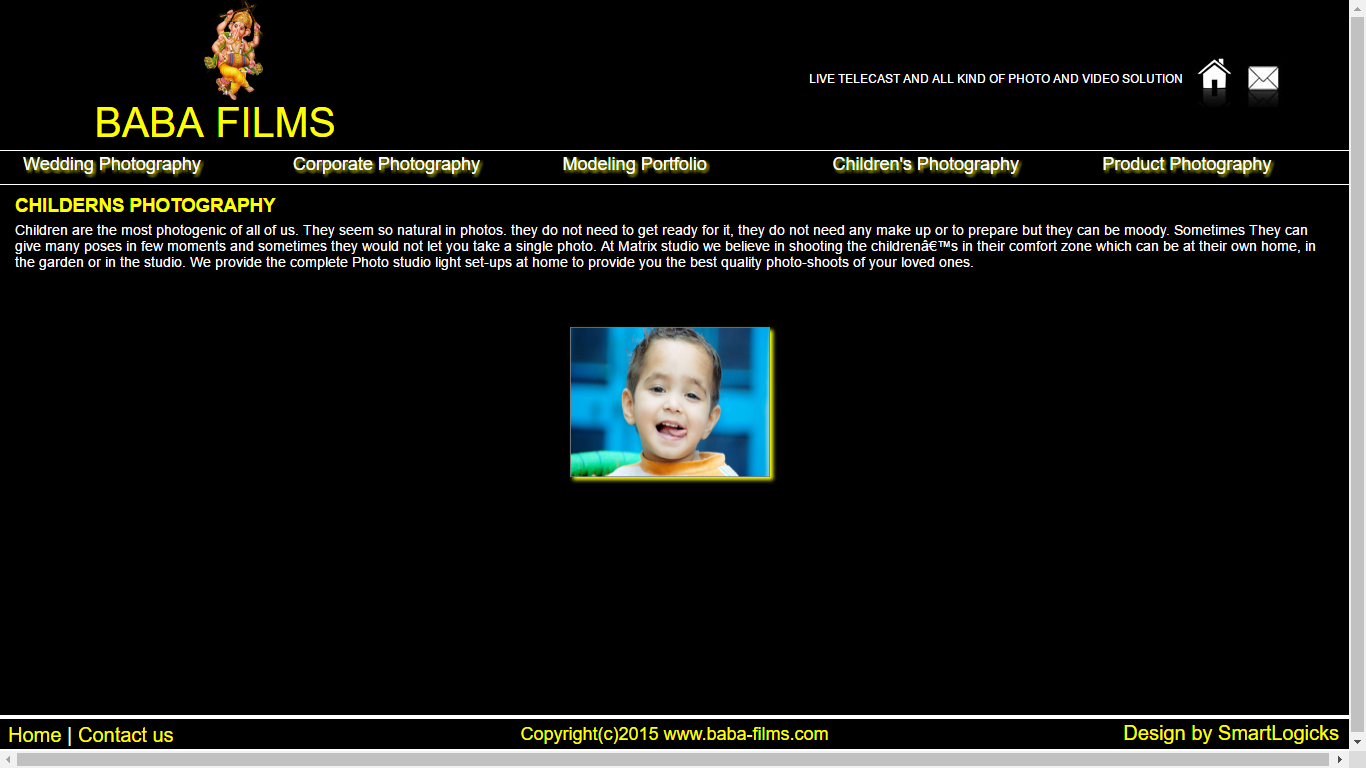 BABA FILMS
LIVE TELECAST AND ALL KIND OF PHOTO AND VIDEO SOLUTION
Wedding Photography
Corporate Photography
Modeling Portfolio
Children's Photography
Product Photography
CHILDERNS PHOTOGRAPHY
Children are the most photogenic of all of us. They seem so natural in photos. they do not need to get ready for it, they do not need any make up or to prepare but they can be moody. Sometimes They can
give many poses in few moments and sometimes they would not let you take a single photo. At Matrix studio we believe in shooting the childrenâ€™s in their comfort zone which can be at their own home, in
the garden or in the studio. We provide the complete Photo studio light set-ups at home to provide you the best quality photo-shoots of your loved ones.
Home | Contact us
Copyright(c)2015 www.baba-films.com
Design by SmartLogicks